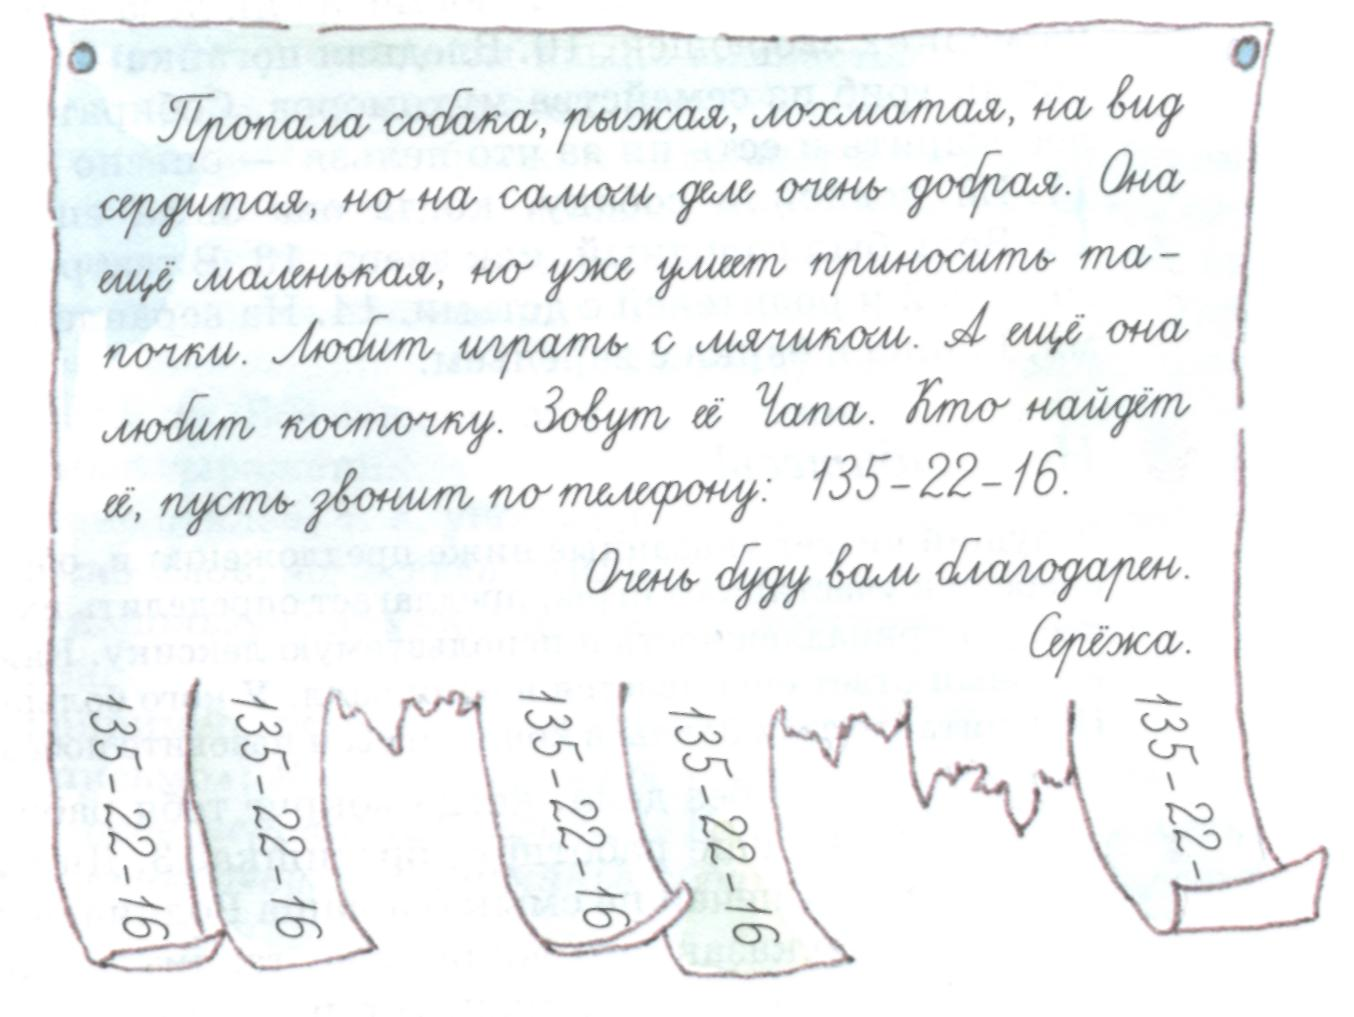 Пропала собака, рыжая, лохматая, на вид
сердитая, но на самом деле очень добрая. Она
ещё маленькая, но уже умеет приносить та-
почки. Любит играть с мячиком. А ещё она
любит косточку. Зовут её Чапа. Кто найдёт
её, пусть звонит по телефону: 135-22-16.
Очень буду вам благодарен.
Серёжа.
135-22-16
135-22-16
135-22-16
135-22-16
135-22-